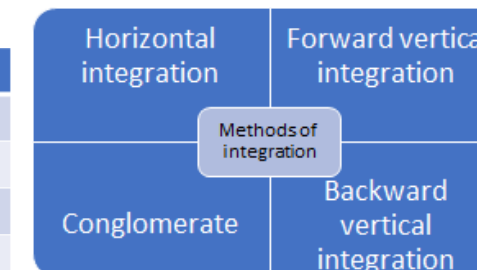 Horizontal
integration
Forward vertica
integration
Methods of
integration
Conglomerate
Backward
vertical
integration